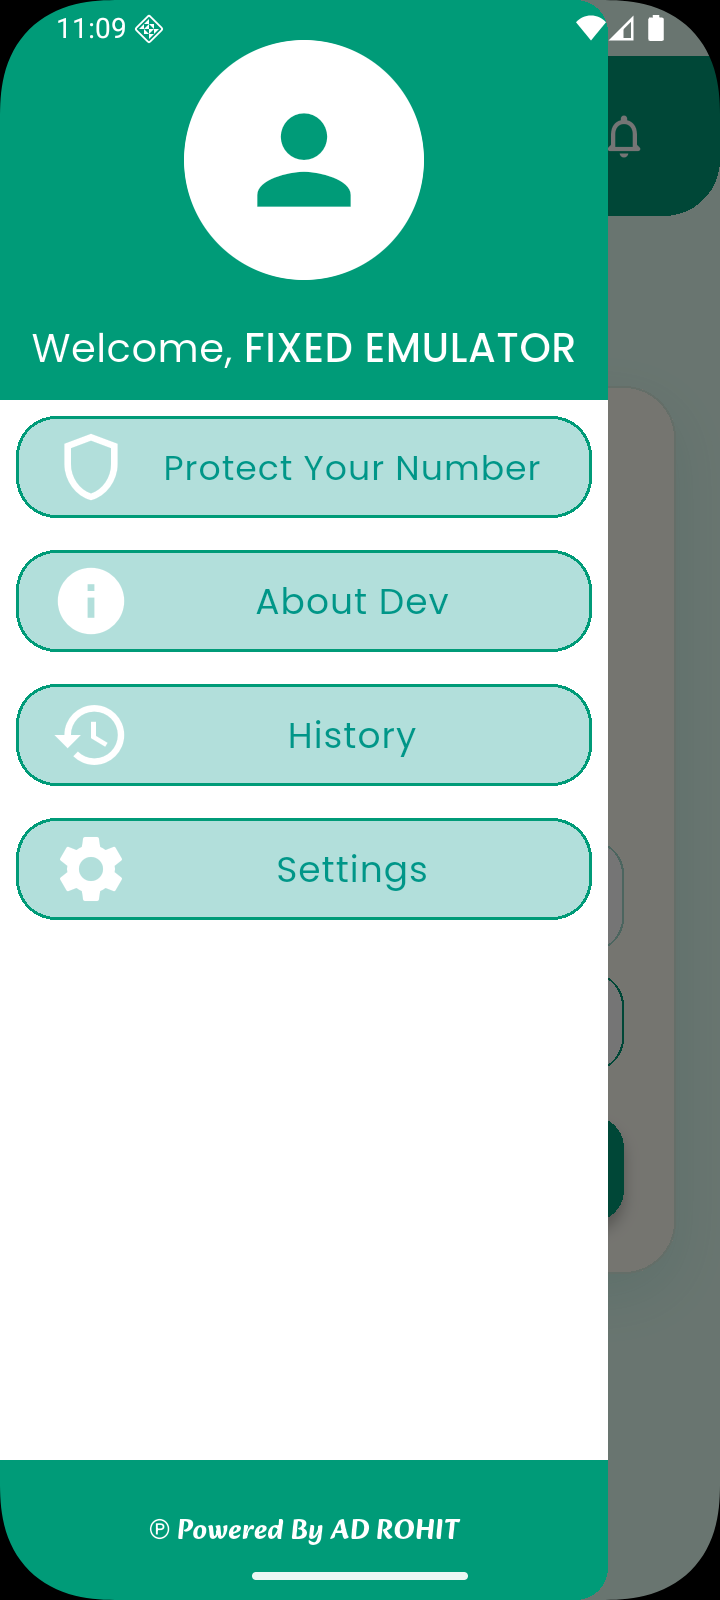 11:09
Welcome, FIXED EMULATOR
Protect Your Number
About Dev
History
Settings
℗ Powered By AD ROHIT